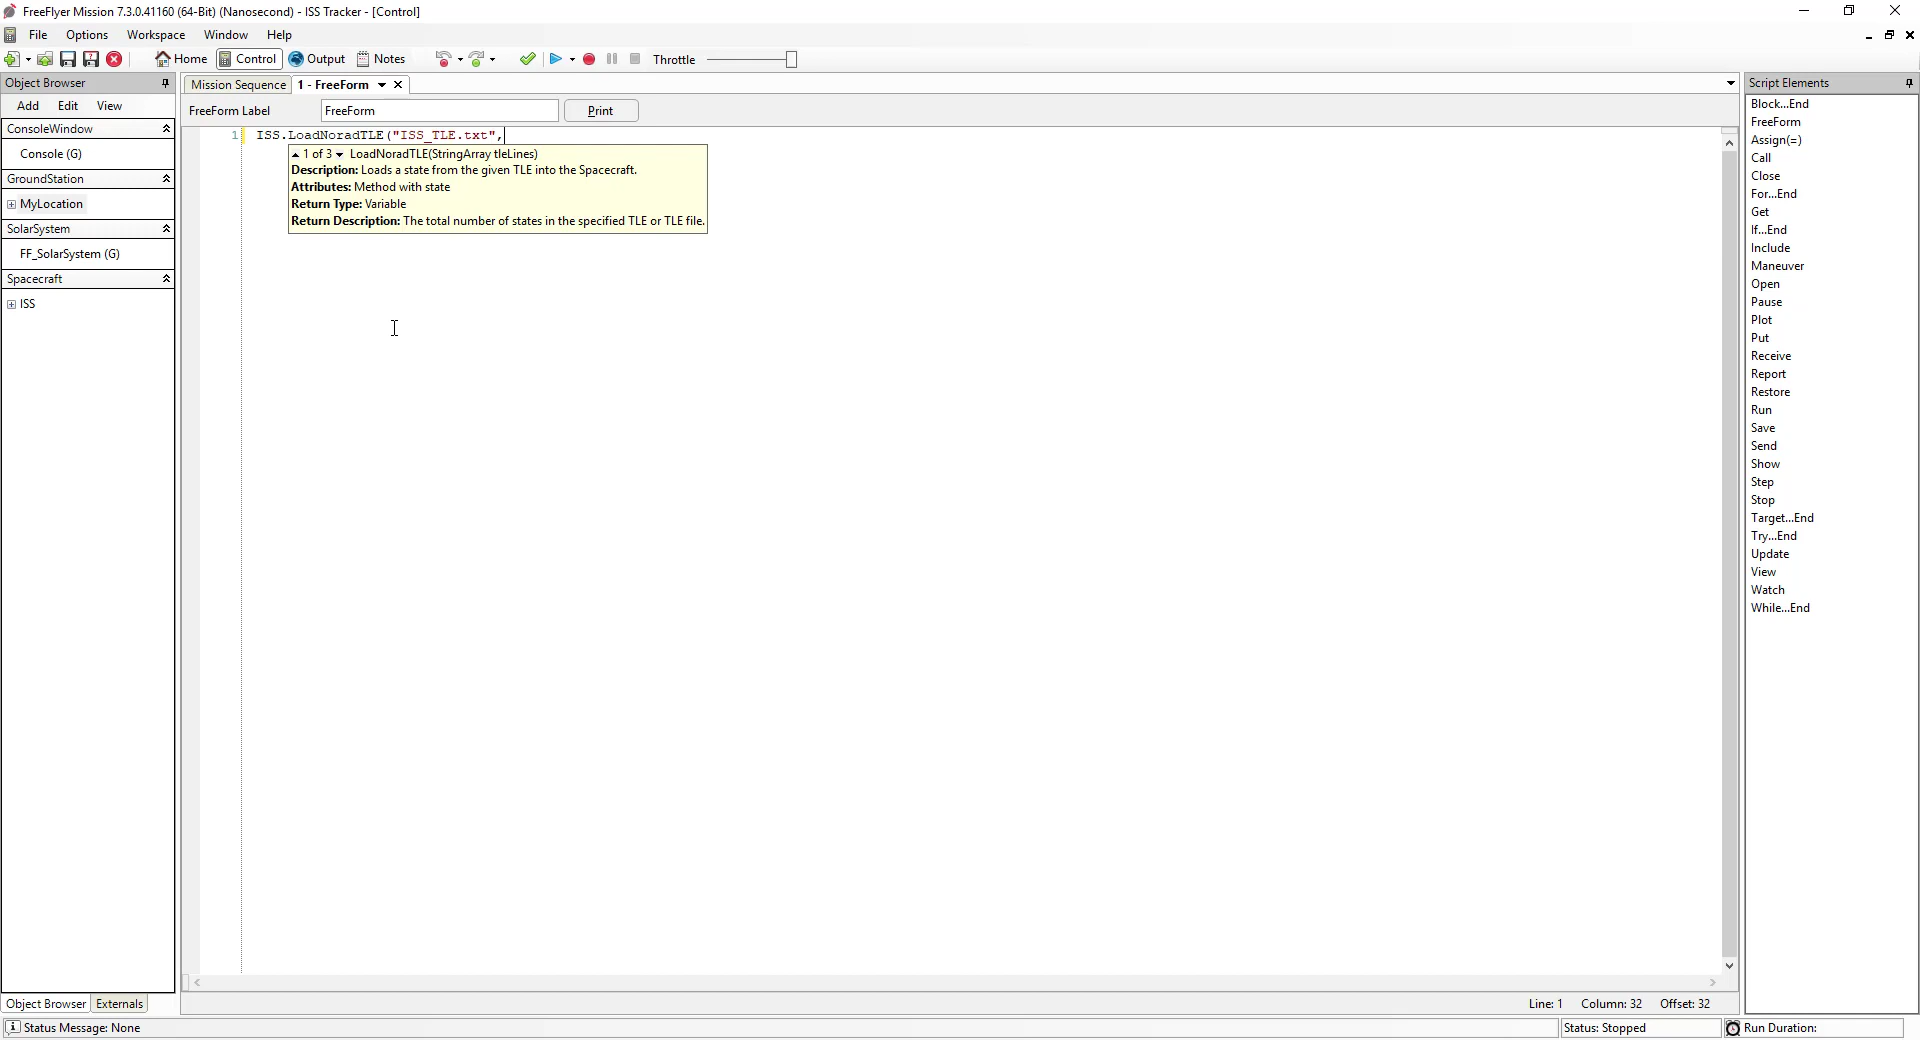 FreeFlyer Mission 7.3.0.41160 (64-Bit) (Nanosecond) - ISS Tracker - [Control]
File Options Workspace Window Help
Home Control Output Notes Throttle
Object Browser
Add Edit View
ConsoleWindow
Console (G)
GroundStation
MyLocation
SolarSystem
FF_SolarSystem (G)
Spacecraft
ISS
Object Browser Externals
Mission Sequence 1 - FreeForm
FreeForm Label FreeForm Print
1 ISS.LoadNoradTLE("ISS_TLE.txt",
1 of 3 LoadNoradTLE(StringArray tleLines)
Description: Loads a state from the given TLE into the Spacecraft.
Attributes: Method with state
Return Type: Variable
Return Description: The total number of states in the specified TLE or TLE file.
Line: 1 Column: 32 Offset: 32
Script Elements
Block...End
FreeForm
Assign(=)
Call
Close
For...End
Get
If...End
Include
Maneuver
Open
Pause
Plot
Put
Receive
Report
Restore
Run
Save
Send
Show
Step
Stop
Target...End
Try...End
Update
View
Watch
While...End
Status Message: None Status: Stopped Run Duration: